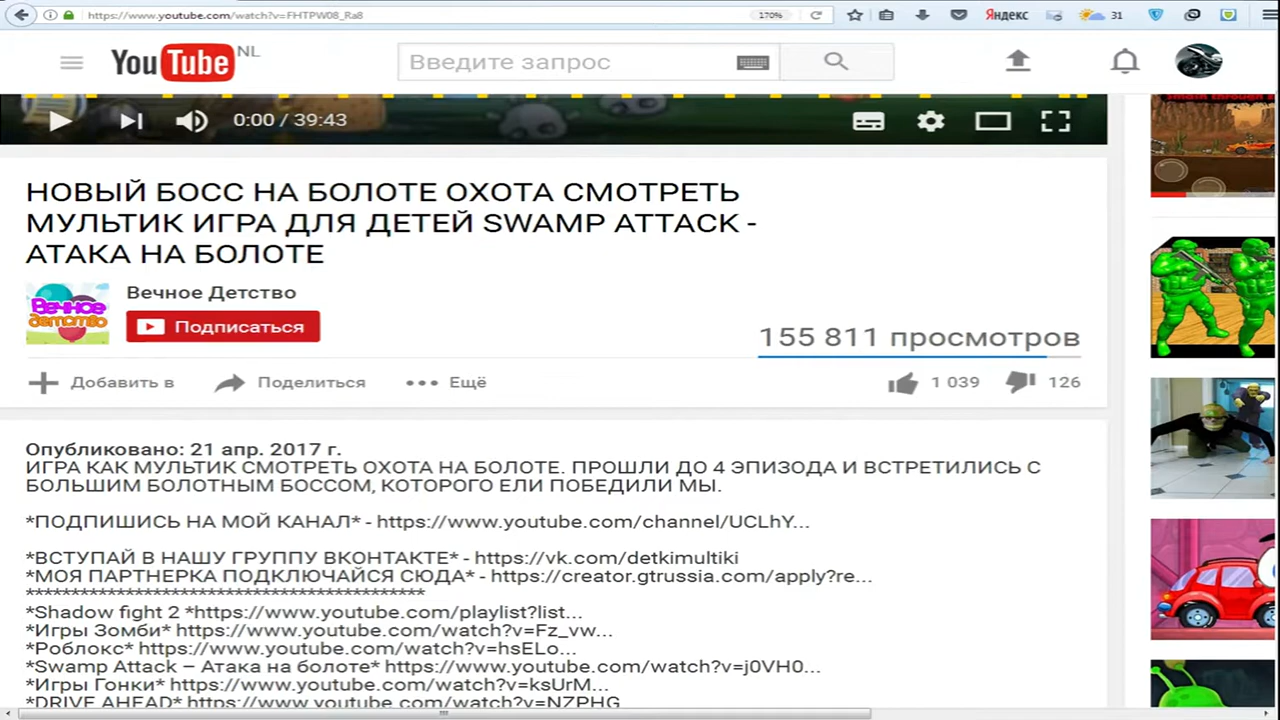 https://www.youtube.com/watch?v=FHTPW08_Ra8
170%
Яндекс
31
YouTube NL
Введите запрос
0:00 / 39:43
НОВЫЙ БОСС НА БОЛОТЕ ОХОТА СМОТРЕТЬ
МУЛЬТИК ИГРА ДЛЯ ДЕТЕЙ SWAMP ATTACK -
АТАКА НА БОЛОТЕ
Вечное Детство
Вечное
детство
Подписаться
155 811 просмотров
Добавить в
Поделиться
Ещё
1 039
126
Опубликовано: 21 апр. 2017 г.
ИГРА КАК МУЛЬТИК СМОТРЕТЬ ОХОТА НА БОЛОТЕ. ПРОШЛИ ДО 4 ЭПИЗОДА И ВСТРЕТИЛИСЬ С
БОЛЬШИМ БОЛОТНЫМ БОССОМ, КОТОРОГО ЕЛИ ПОБЕДИЛИ МЫ.
*ПОДПИШИСЬ НА МОЙ КАНАЛ* - https://www.youtube.com/channel/UCLhY...
*ВСТУПАЙ В НАШУ ГРУППУ ВКОНТАКТЕ* - https://vk.com/detkimultiki
*МОЯ ПАРТНЕРКА ПОДКЛЮЧАЙСЯ СЮДА* - https://creator.gtrussia.com/apply?re...
******************************************
*Shadow fight 2 *https://www.youtube.com/playlist?list...
*Игры Зомби* https://www.youtube.com/watch?v=Fz_vw...
*Роблокс* https://www.youtube.com/watch?v=hsELo...
*Swamp Attack – Атака на болоте* https://www.youtube.com/watch?v=j0VH0...
*Игры Гонки* https://www.youtube.com/watch?v=ksUrM...
*DRIVE AHEAD* https://www.youtube.com/watch?v=NZPHG